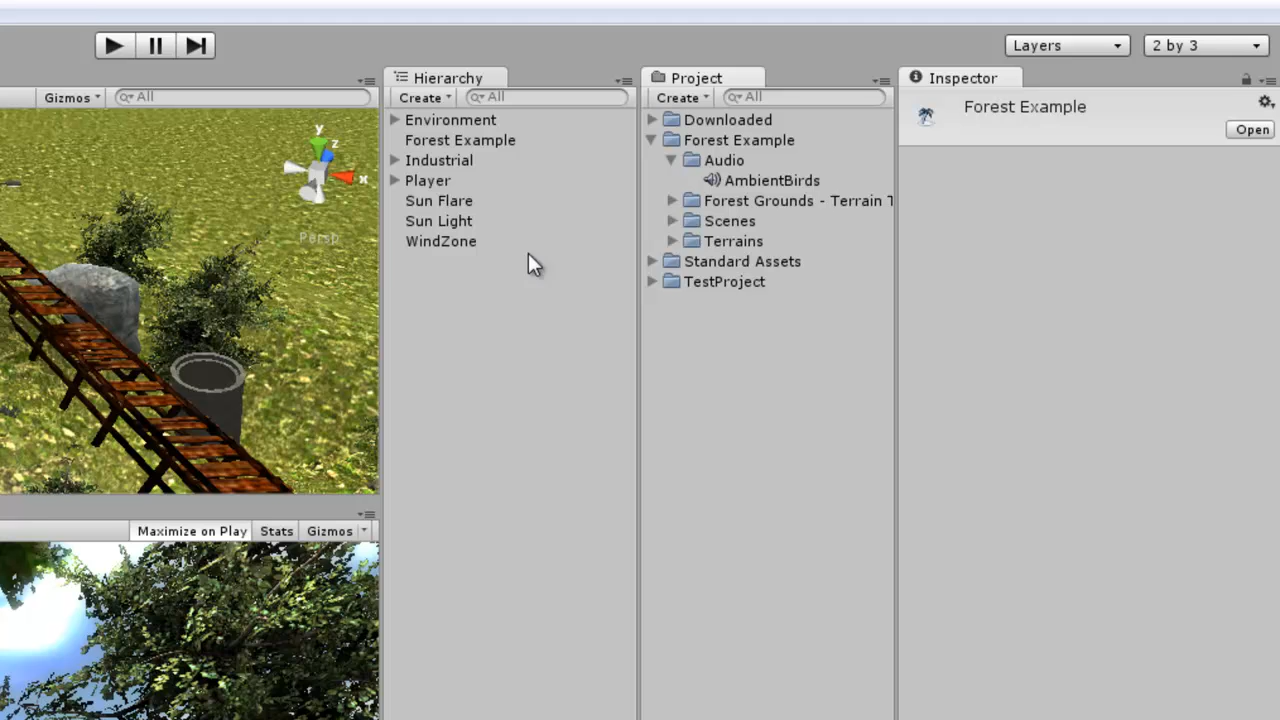 Layers
2 by 3
Hierarchy
Project
Inspector
Gizmos
All
Create
All
Create
All
Forest Example
Open
y
z
x
Persp
Environment
Forest Example
Industrial
Player
Sun Flare
Sun Light
WindZone
Downloaded
Forest Example
Audio
AmbientBirds
Forest Grounds - Terrain T
Scenes
Terrains
Standard Assets
TestProject
Maximize on Play
Stats
Gizmos